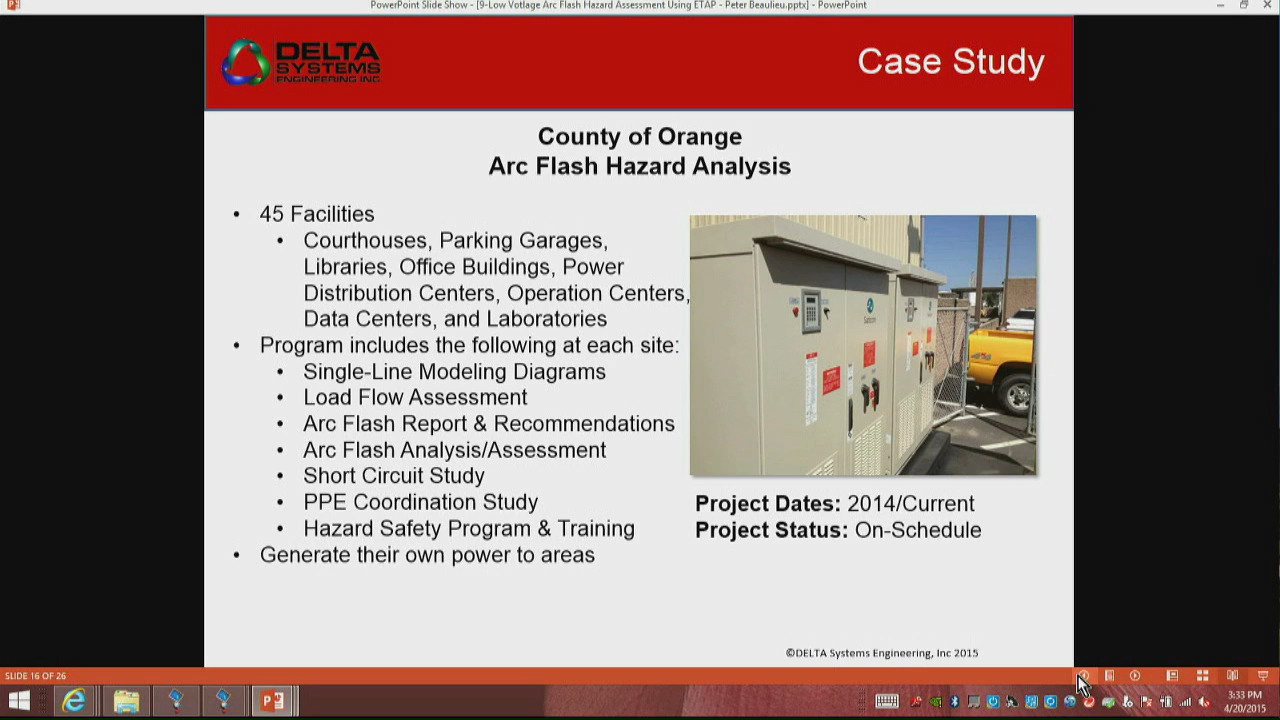 PowerPoint Slide Show - [9-Low Votlage Arc Flash Hazard Assessment Using ETAP - Peter Beaulieu.pptx] - PowerPoint
DELTA
SYSTEMS
ENGINEERING INC
Case Study
County of Orange
Arc Flash Hazard Analysis
• 45 Facilities
• Courthouses, Parking Garages,
Libraries, Office Buildings, Power
Distribution Centers, Operation Centers,
Data Centers, and Laboratories
• Program includes the following at each site:
• Single-Line Modeling Diagrams
• Load Flow Assessment
• Arc Flash Report & Recommendations
• Arc Flash Analysis/Assessment
• Short Circuit Study
• PPE Coordination Study
• Hazard Safety Program & Training
• Generate their own power to areas
Project Dates: 2014/Current
Project Status: On-Schedule
©DELTA Systems Engineering, Inc 2015
SLIDE 16 OF 26
3:33 PM
4/20/2015